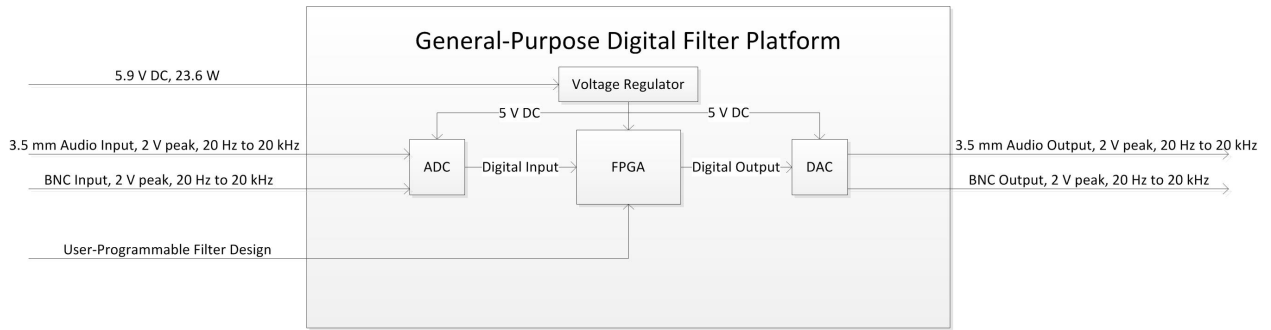 General-Purpose Digital Filter Platform
5.9 V DC, 23.6 W
Voltage Regulator
5 V DC
5 V DC
3.5 mm Audio Input, 2 V peak, 20 Hz to 20 kHz
3.5 mm Audio Output, 2 V peak, 20 Hz to 20 kHz
ADC
Digital Input
FPGA
Digital Output
DAC
BNC Input, 2 V peak, 20 Hz to 20 kHz
BNC Output, 2 V peak, 20 Hz to 20 kHz
User-Programmable Filter Design